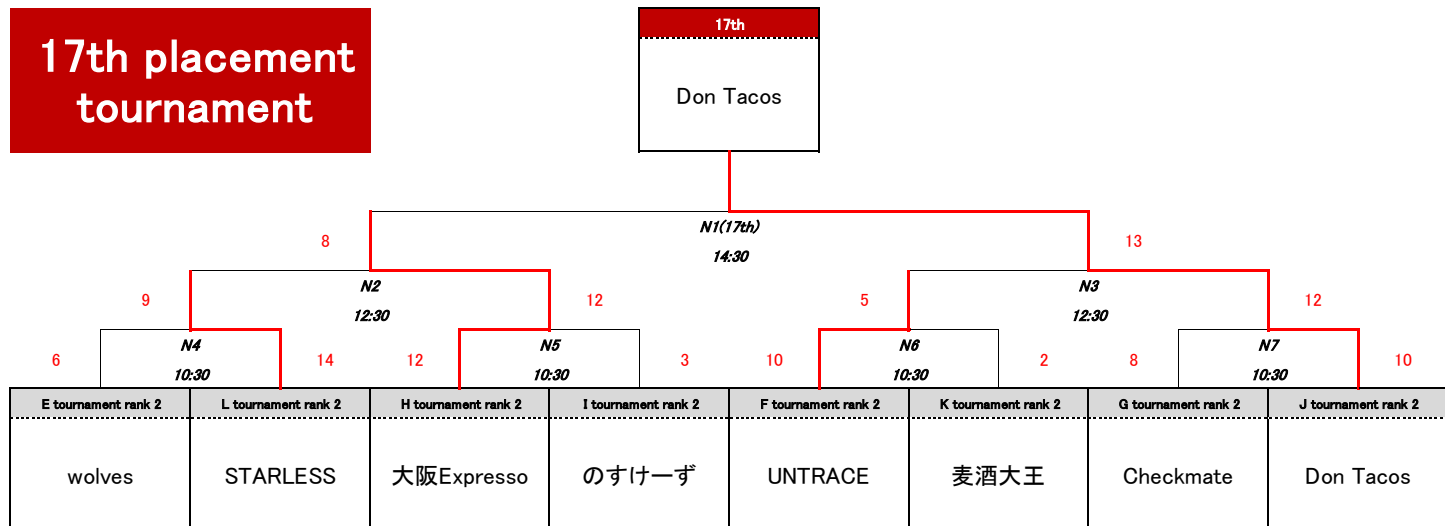 17th placement
tournament
17th
Don Tacos
N1(17th)
14:30
8
13
N2
12:30
N3
12:30
9
12
5
12
N4
10:30
N5
10:30
N6
10:30
N7
10:30
6
14
12
3
10
2
8
10
E tournament rank 2
L tournament rank 2
H tournament rank 2
I tournament rank 2
F tournament rank 2
K tournament rank 2
G tournament rank 2
J tournament rank 2
wolves
STARLESS
大阪Expresso
のすけーず
UNTRACE
麦酒大王
Checkmate
Don Tacos